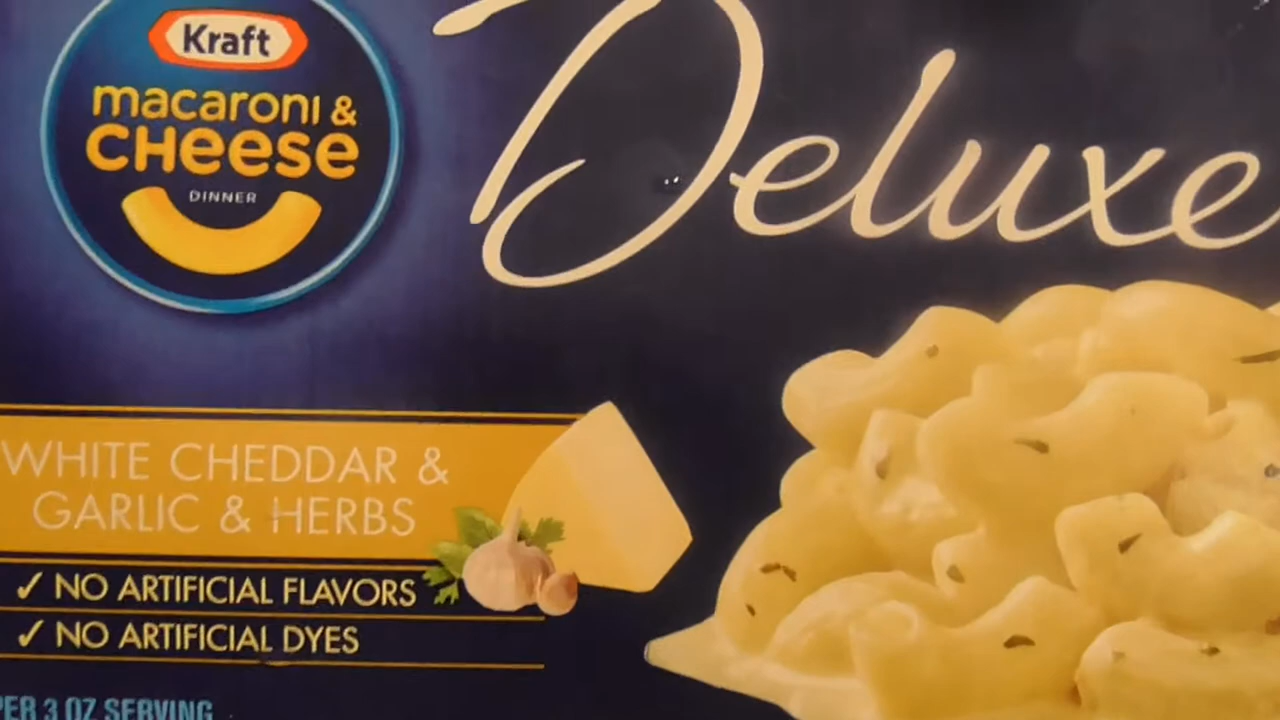 Kraft
macaroni &
CHeese
DINNER
Deluxe
WHITE CHEDDAR &
GARLIC & HERBS
✓ NO ARTIFICIAL FLAVORS
✓ NO ARTIFICIAL DYES
PER 3 OZ SERVING